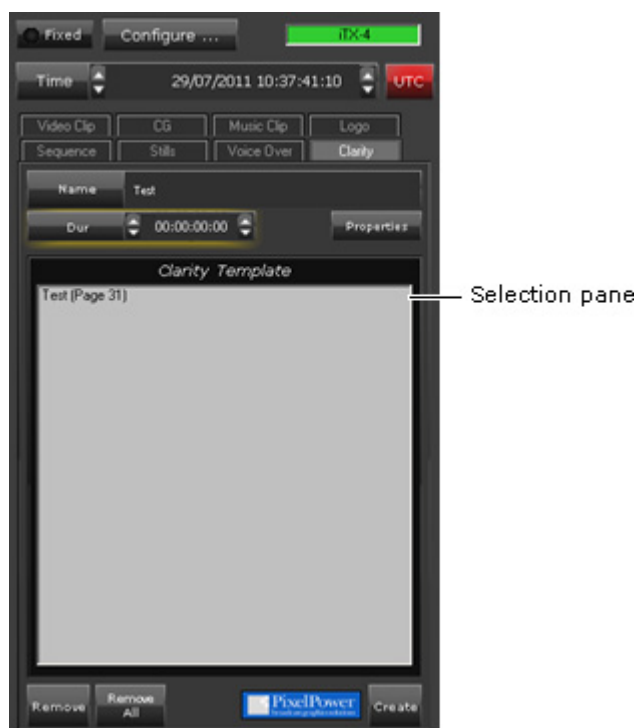 Fixed Configure ... iTX-4
Time 29/07/2011 10:37:41:10 UTC
Video Clip CG Music Clip Logo
Sequence Stills Voice Over Clarity
Name Test
Dur 00:00:00:00 Properties
Clarity Template
Test (Page 31)
Selection pane
Remove Remove All PixelPower Create